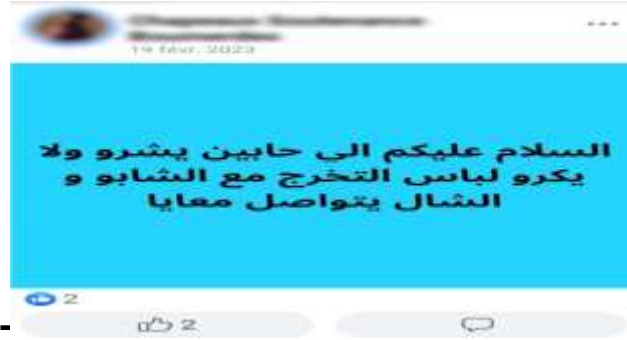 19 févr. 2023
السلام عليكم الي حابين يشرو ولا
يكرو لباس التخرج مع الشابو و
الشال يتواصل معايا
2
2